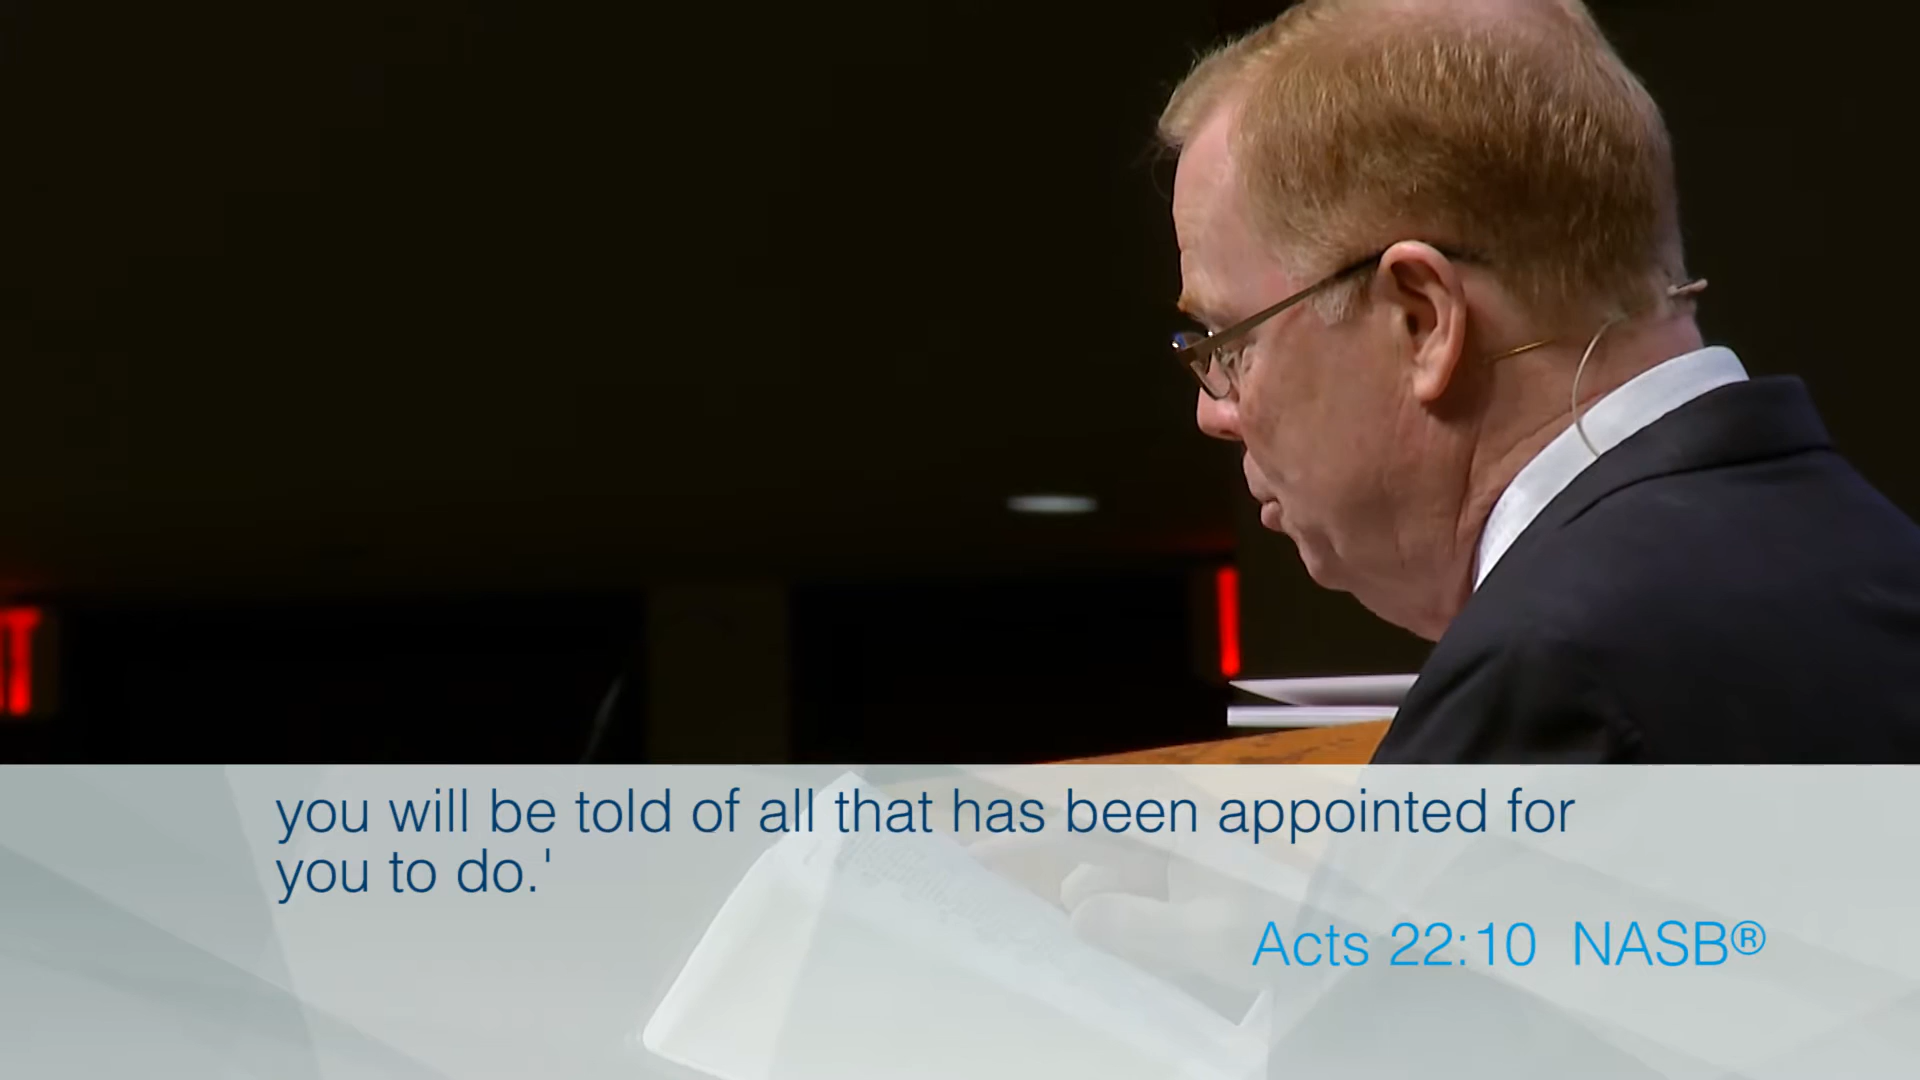 you will be told of all that has been appointed for
you to do.'
Acts 22:10 NASB®